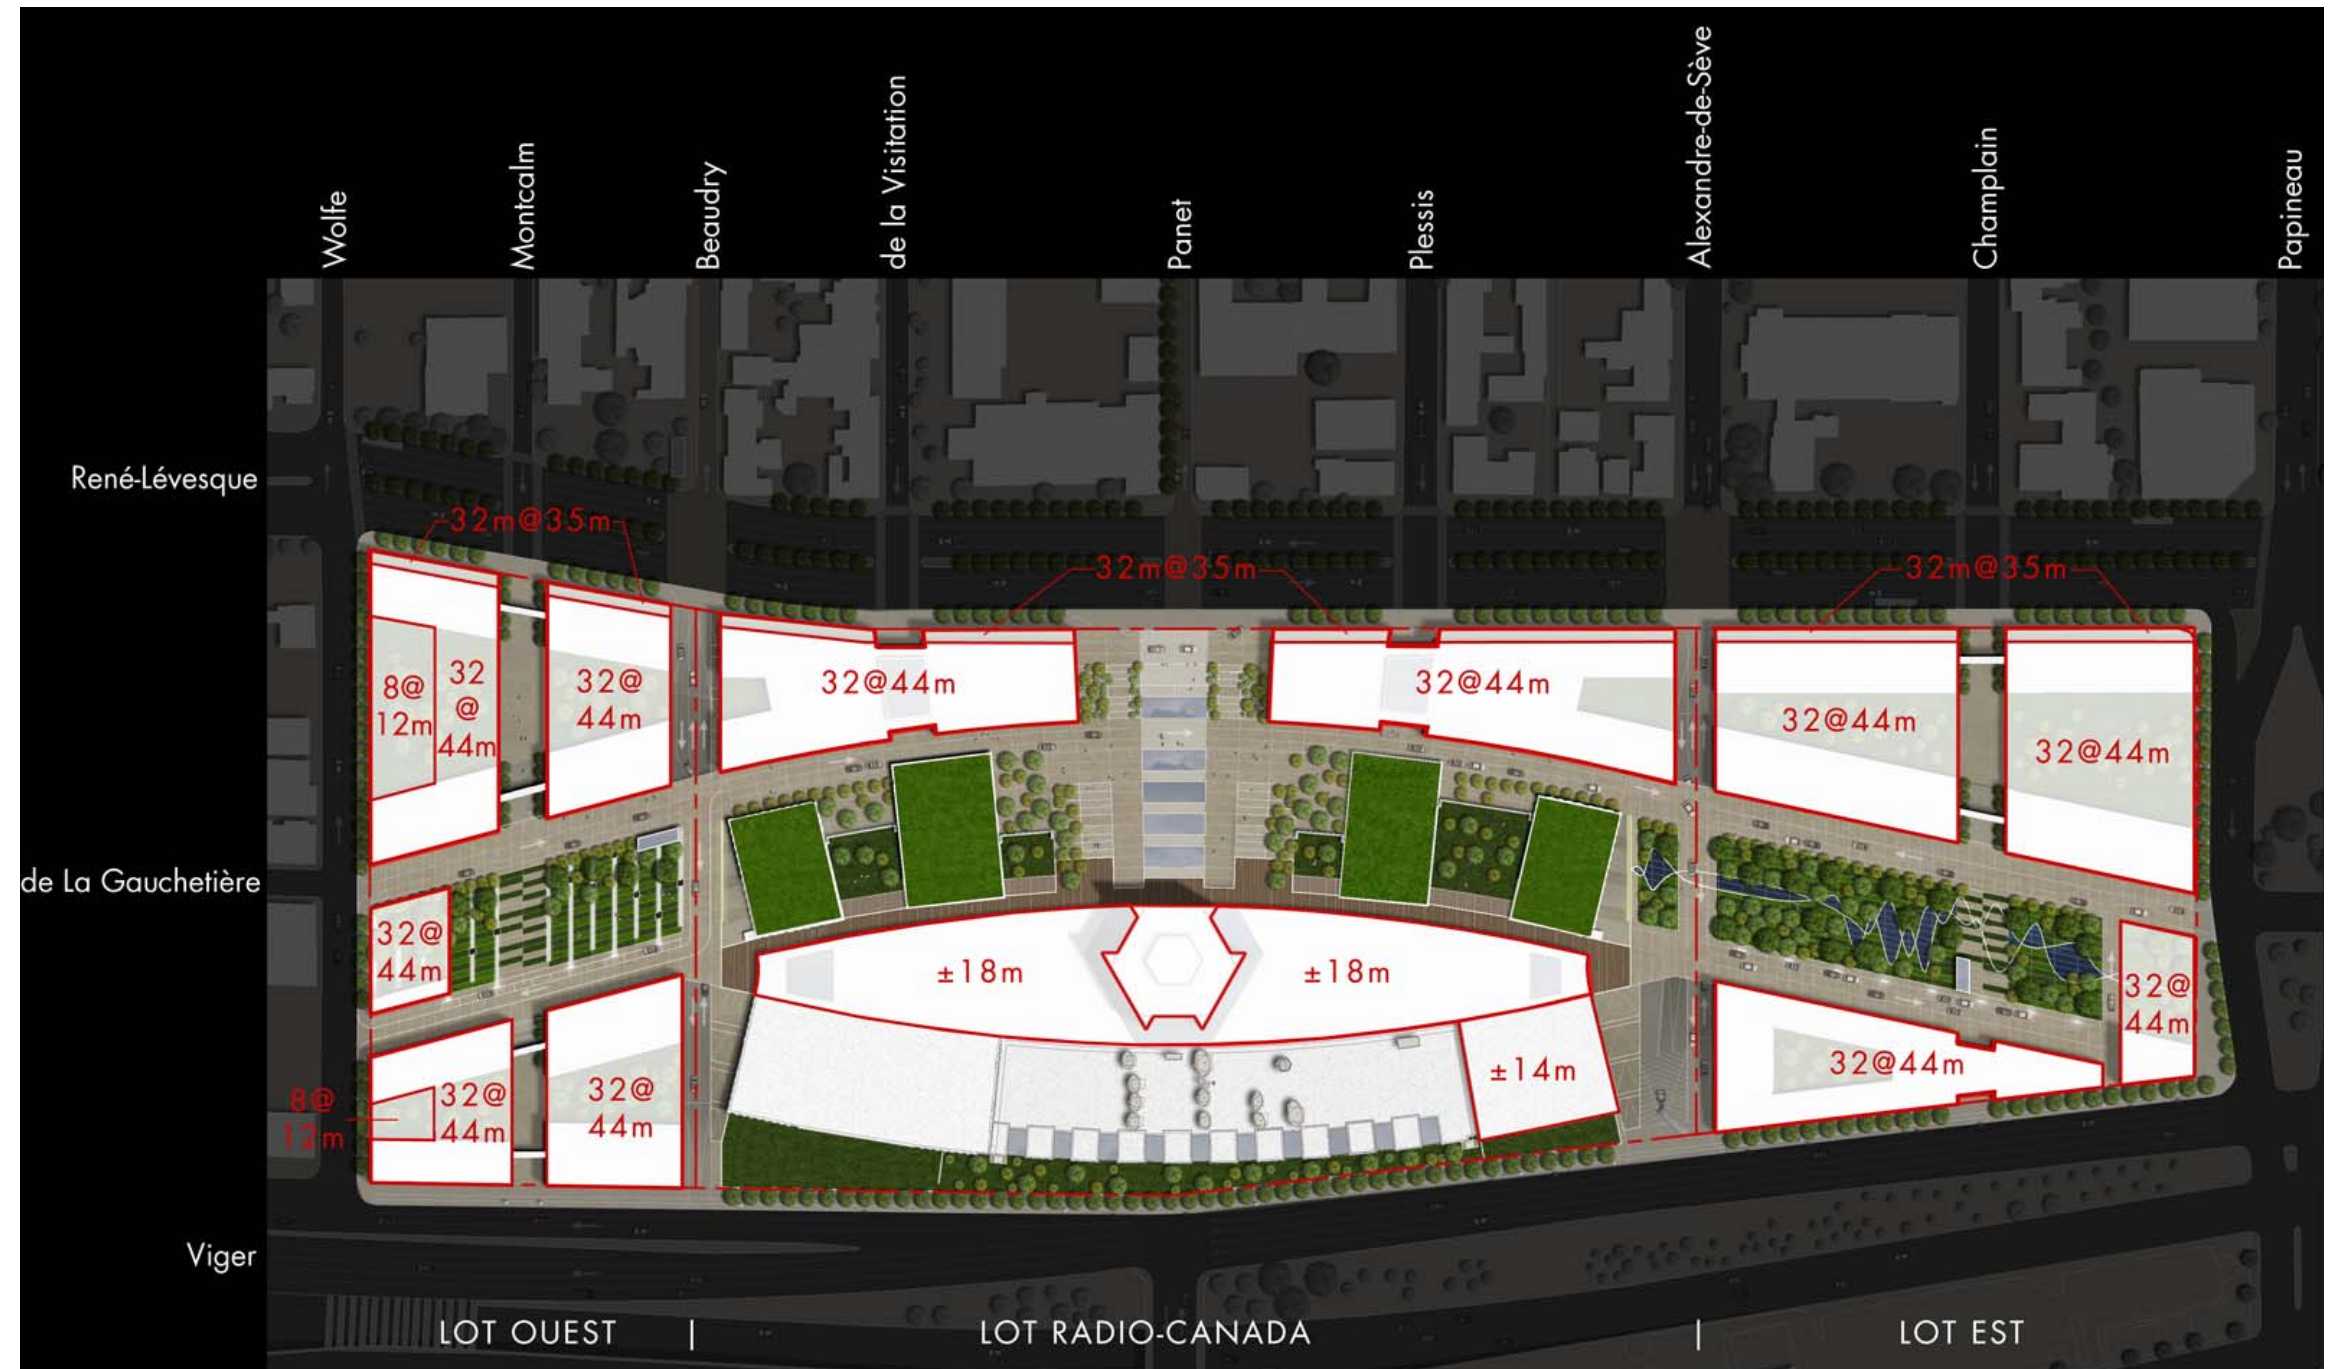 Wolfe
Montcalm
Beaudry
de la Visitation
Panet
Plessis
Alexandre-de-Sève
Champlain
Papineau
René-Lévesque
32m@35m
32m@35m
32m@35m
8@
12m
32
@
44m
32@
44m
32@44m
32@44m
32@44m
32@44m
de La Gauchetière
32@
44m
±18m
±18m
32@
44m
8@
12m
32@
44m
32@
44m
±14m
32@44m
Viger
LOT OUEST
|
LOT RADIO-CANADA
|
LOT EST